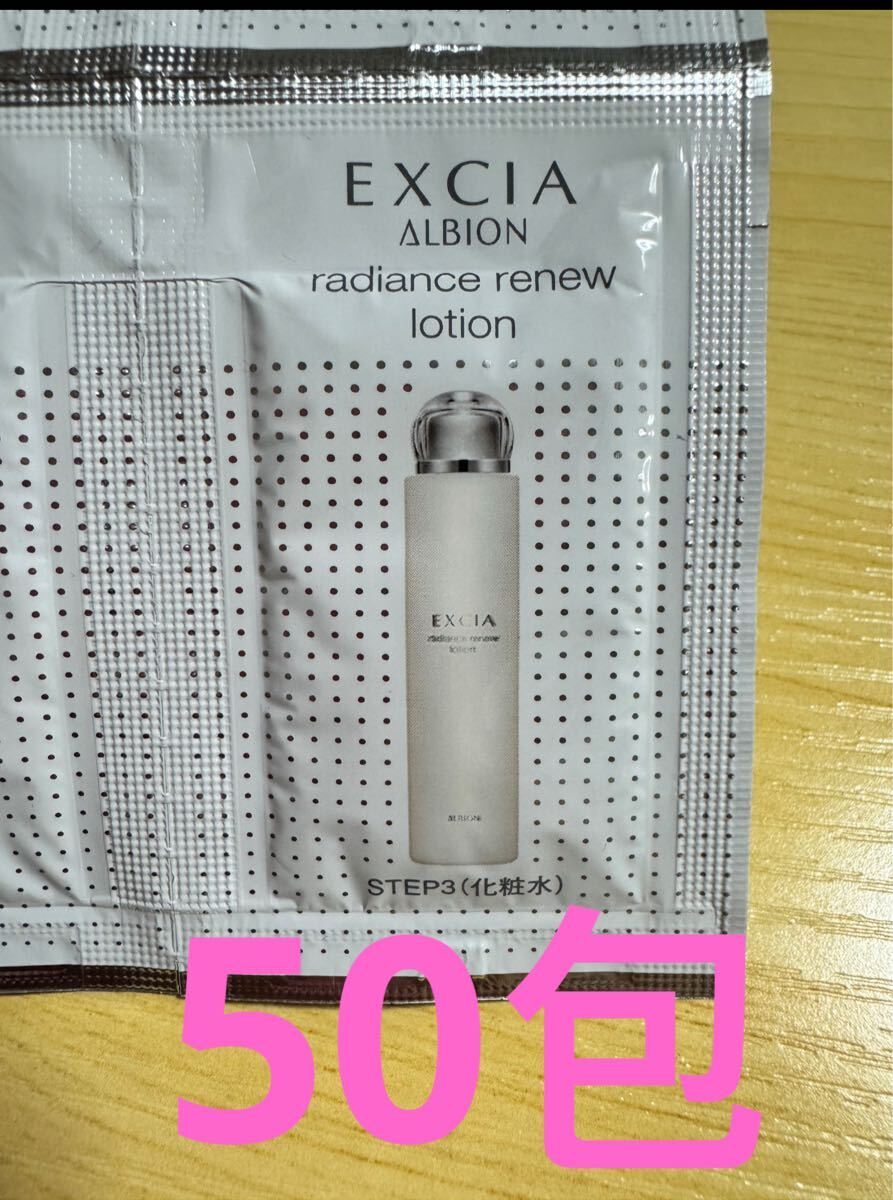 EXCIA
ALBION
radiance renew
lotion
EXCIA
radiance renew
lotion
ALBION
STEP3(化粧水)
50包